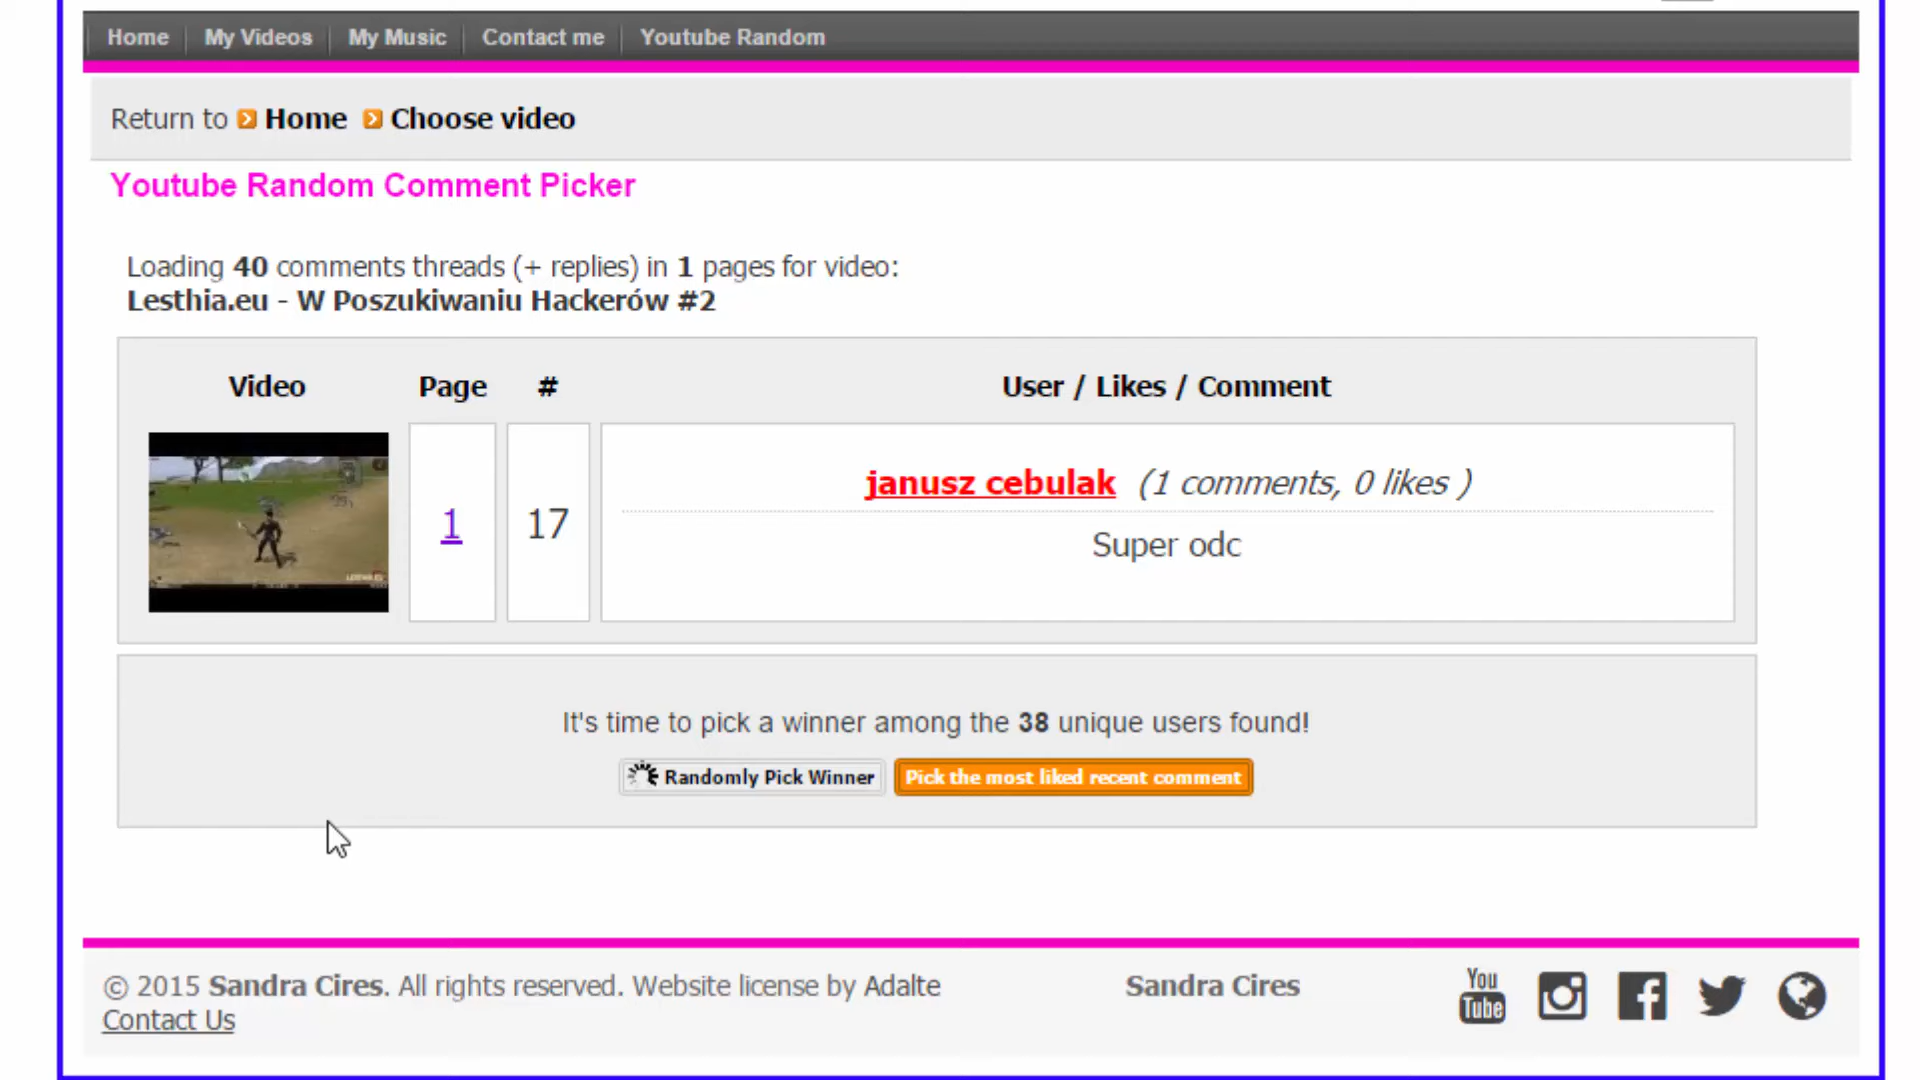 Home My Videos My Music Contact me Youtube Random
Return to Home Choose video
Youtube Random Comment Picker
Loading 40 comments threads (+ replies) in 1 pages for video:
Lesthia.eu - W Poszukiwaniu Hackerów #2
Video Page # User / Likes / Comment
janusz cebulak (1 comments, 0 likes )
1 17
Super odc
It's time to pick a winner among the 38 unique users found!
Randomly Pick Winner Pick the most liked recent comment
© 2015 Sandra Cires. All rights reserved. Website license by Adalte
Contact Us
Sandra Cires
You
Tube